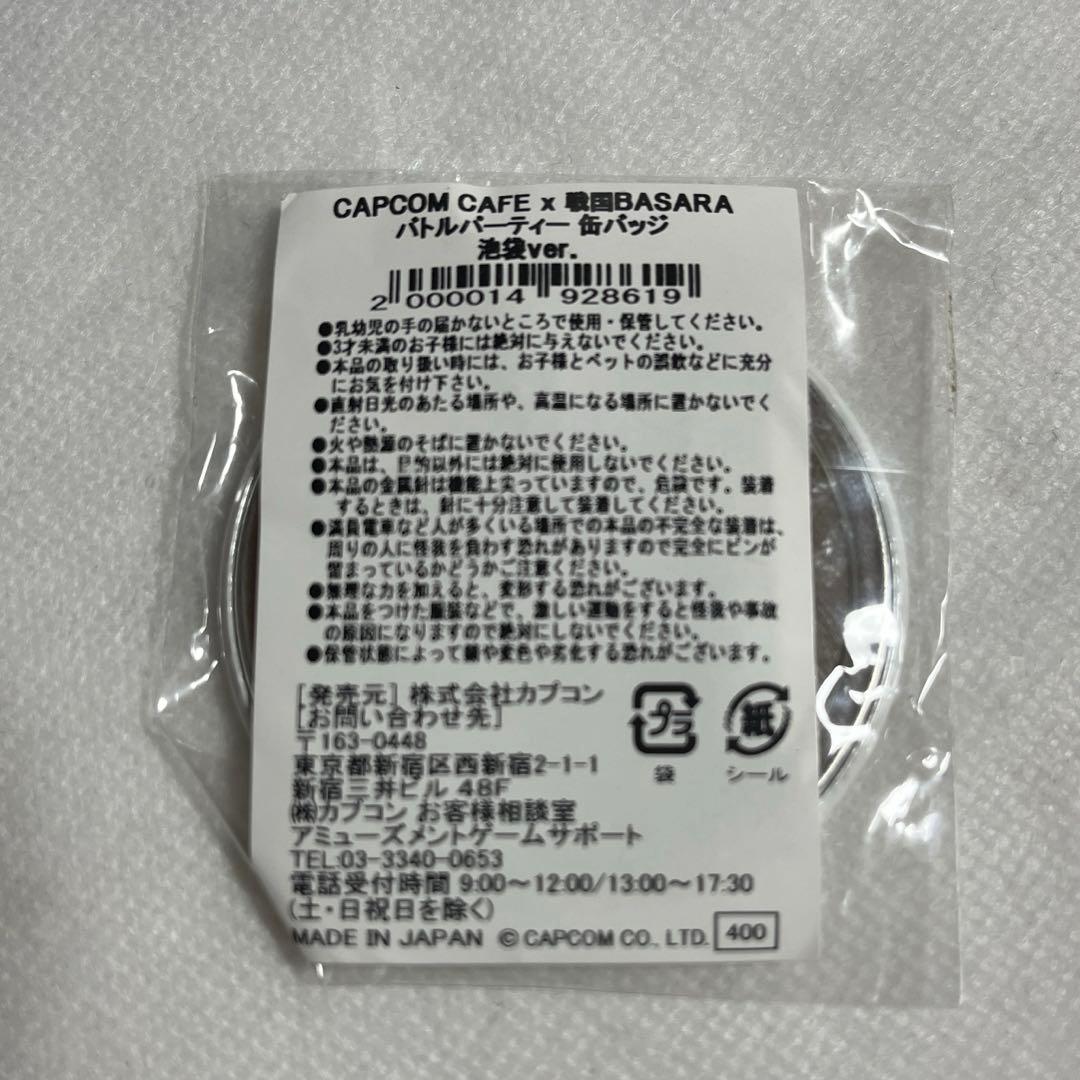 CAPCOM CAFE x 戦国BASARA
バトルパーティー 缶バッジ
池袋ver.
2 000014 928619
●乳幼児の手の届かないところで使用・保管してください。
●3才未満のお子様には絶対に与えないでください。
●本品の取り扱い時には、お子様とペットの誤飲などに充分
にお気を付け下さい。
●直射日光のあたる場所や、高温になる場所に置かないでく
ださい。
●火や熱源のそばに置かないでください。
●本品は、目的以外には絶対に使用しないでください。
●本品の金属針は機能上尖っていますので、危険です。装着
するときは、針に十分注意して装着してください。
●満員電車など人が多くいる場所での本品の不完全な装着は、
周りの人に怪我を負わす恐れがありますので完全にピンが
留まっているかどうかご注意ください。
●無理な力を加えると、変形する恐れがございます。
●本品をつけた服装などで、激しい運動をすると怪我や事故
の原因になりますので絶対にしないでください。
●保管状態によって錆や変色や劣化する恐れがございます。
[発売元] 株式会社カプコン
[お問い合わせ先]
〒163-0448
東京都新宿区西新宿2-1-1
新宿三井ビル 48F
㈱カプコン お客様相談室
アミューズメントゲームサポート
TEL:03-3340-0653
電話受付時間 9:00～12:00/13:00～17:30
(土・日祝日を除く)
MADE IN JAPAN ©CAPCOM CO., LTD. 400
プラ 紙
袋 シール